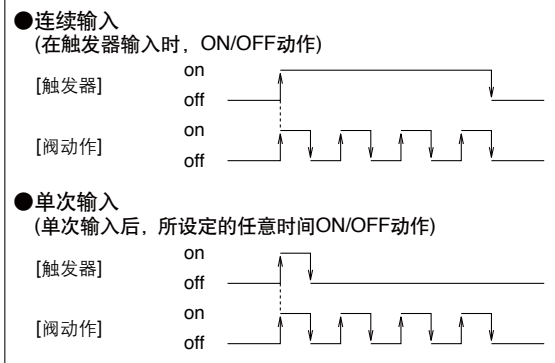 ●连续输入
(在触发器输入时，ON/OFF动作)
[触发器]
on
off
[阀动作]
on
off
●单次输入
(单次输入后，所设定的任意时间ON/OFF动作)
[触发器]
on
off
[阀动作]
on
off